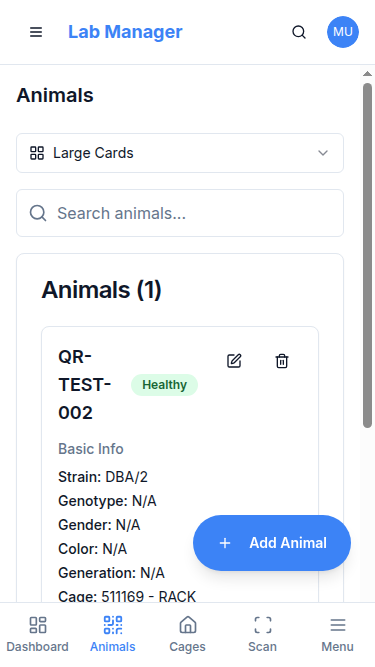 Lab Manager
MU
Animals
Large Cards
Search animals...
Animals (1)
QR-
TEST-
002
Healthy
Basic Info
Strain: DBA/2
Genotype: N/A
Gender: N/A
Color: N/A
Generation: N/A
Cage: 511169 - RACK
Add Animal
Dashboard
Animals
Cages
Scan
Menu